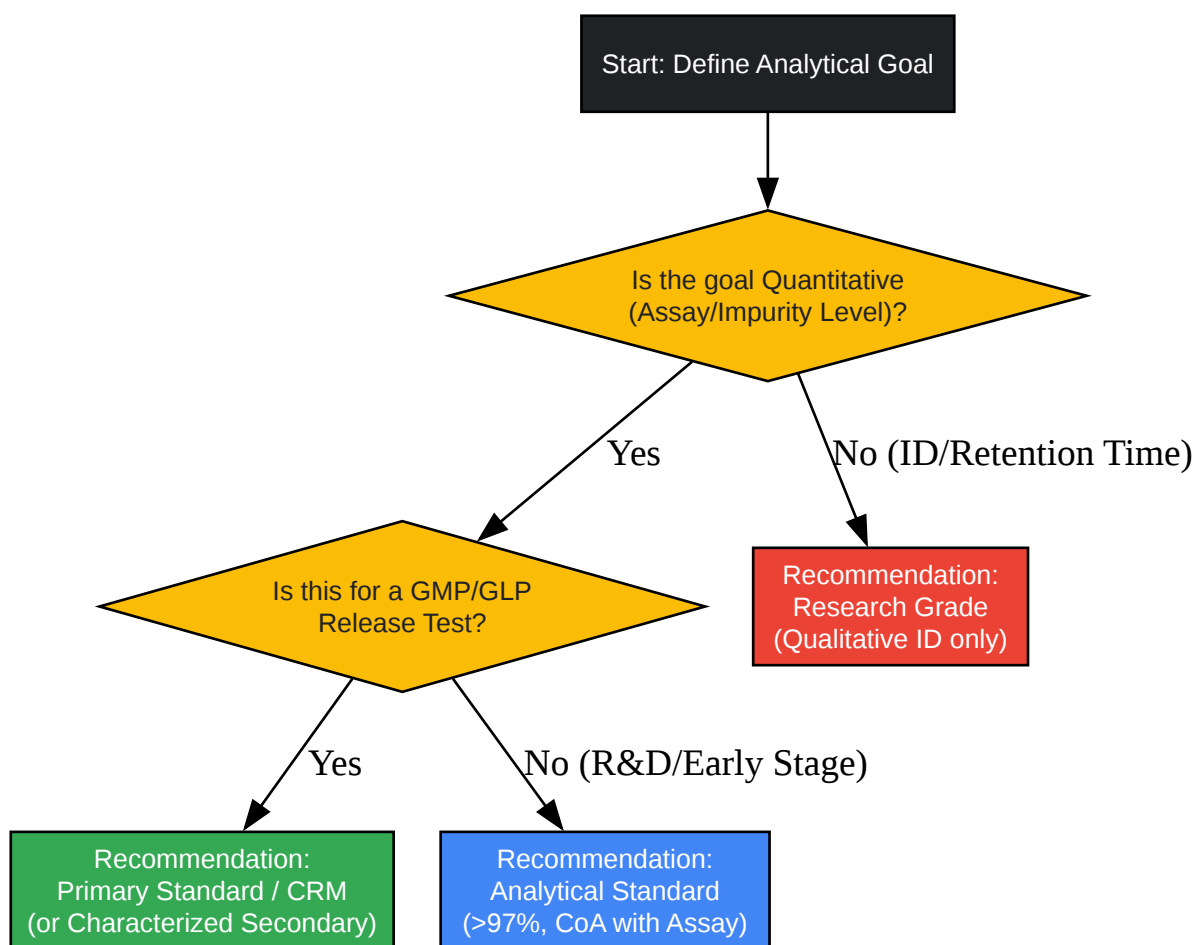 Start: Define Analytical Goal
Is the goal Quantitative
(Assay/Impurity Level)?
Yes
No (ID/Retention Time)
Is this for a GMP/GLP
Release Test?
Recommendation:
Research Grade
(Qualitative ID only)
Yes
No (R&D/Early Stage)
Recommendation:
Primary Standard / CRM
(or Characterized Secondary)
Recommendation:
Analytical Standard
(>97%, CoA with Assay)